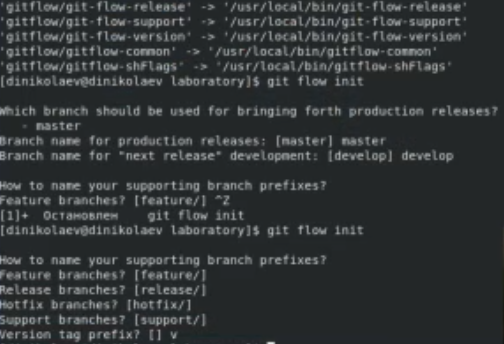 'gitflow/git-flow-release' -> '/usr/local/bin/git-flow-release'
'gitflow/git-flow-support' -> '/usr/local/bin/git-flow-support'
'gitflow/git-flow-version' -> '/usr/local/bin/git-flow-version'
'gitflow/gitflow-common' -> '/usr/local/bin/gitflow-common'
'gitflow/gitflow-shFlags' -> '/usr/local/bin/gitflow-shFlags'
[dinikolaev@dinikolaev laboratory]$ git flow init
Which branch should be used for bringing forth production releases?
- master
Branch name for production releases: [master] master
Branch name for "next release" development: [develop] develop
How to name your supporting branch prefixes?
Feature branches? [feature/] ^Z
[1]+ Остановлен git flow init
[dinikolaev@dinikolaev laboratory]$ git flow init
How to name your supporting branch prefixes?
Feature branches? [feature/]
Release branches? [release/]
Hotfix branches? [hotfix/]
Support branches? [support/]
Version tag prefix? [] v